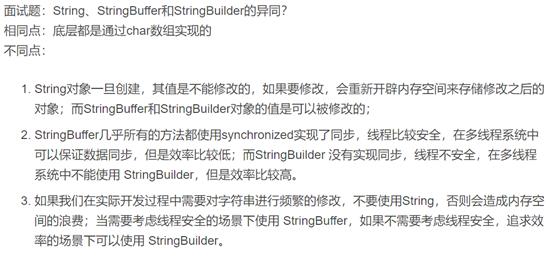 面试题：String、StringBuffer和StringBuilder的异同？
相同点：底层都是通过char数组实现的
不同点：
1. String对象一旦创建，其值是不能修改的，如果要修改，会重新开辟内存空间来存储修改之后的
对象；而StringBuffer和StringBuilder对象的值是可以被修改的；
2. StringBuffer几乎所有的方法都使用synchronized实现了同步，线程比较安全，在多线程系统中
可以保证数据同步，但是效率比较低；而StringBuilder 没有实现同步，线程不安全，在多线程
系统中不能使用 StringBuilder，但是效率比较高。
3. 如果我们在实际开发过程中需要对字符串进行频繁的修改，不要使用String，否则会造成内存空
间的浪费；当需要考虑线程安全的场景下使用 StringBuffer，如果不需要考虑线程安全，追求效
率的场景下可以使用 StringBuilder。